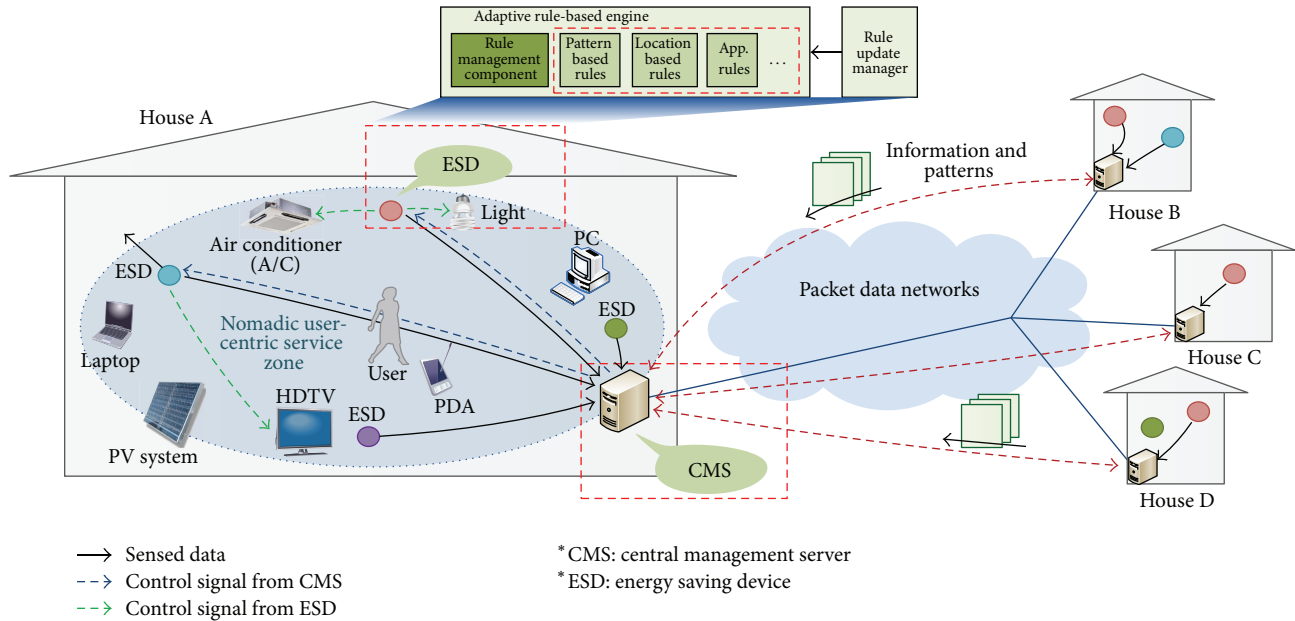 Adaptive rule-based engine
Rule
management
component
Pattern
based
rules
Location
based
rules
App.
rules
...
Rule
update
manager
House A
ESD
Light
Air conditioner
(A/C)
PC
ESD
ESD
Laptop
Nomadic user-
centric service
zone
User
PDA
HDTV
ESD
PV system
CMS
Information and
patterns
Packet data networks
House B
House C
House D
Sensed data
Control signal from CMS
Control signal from ESD
*CMS: central management server
*ESD: energy saving device